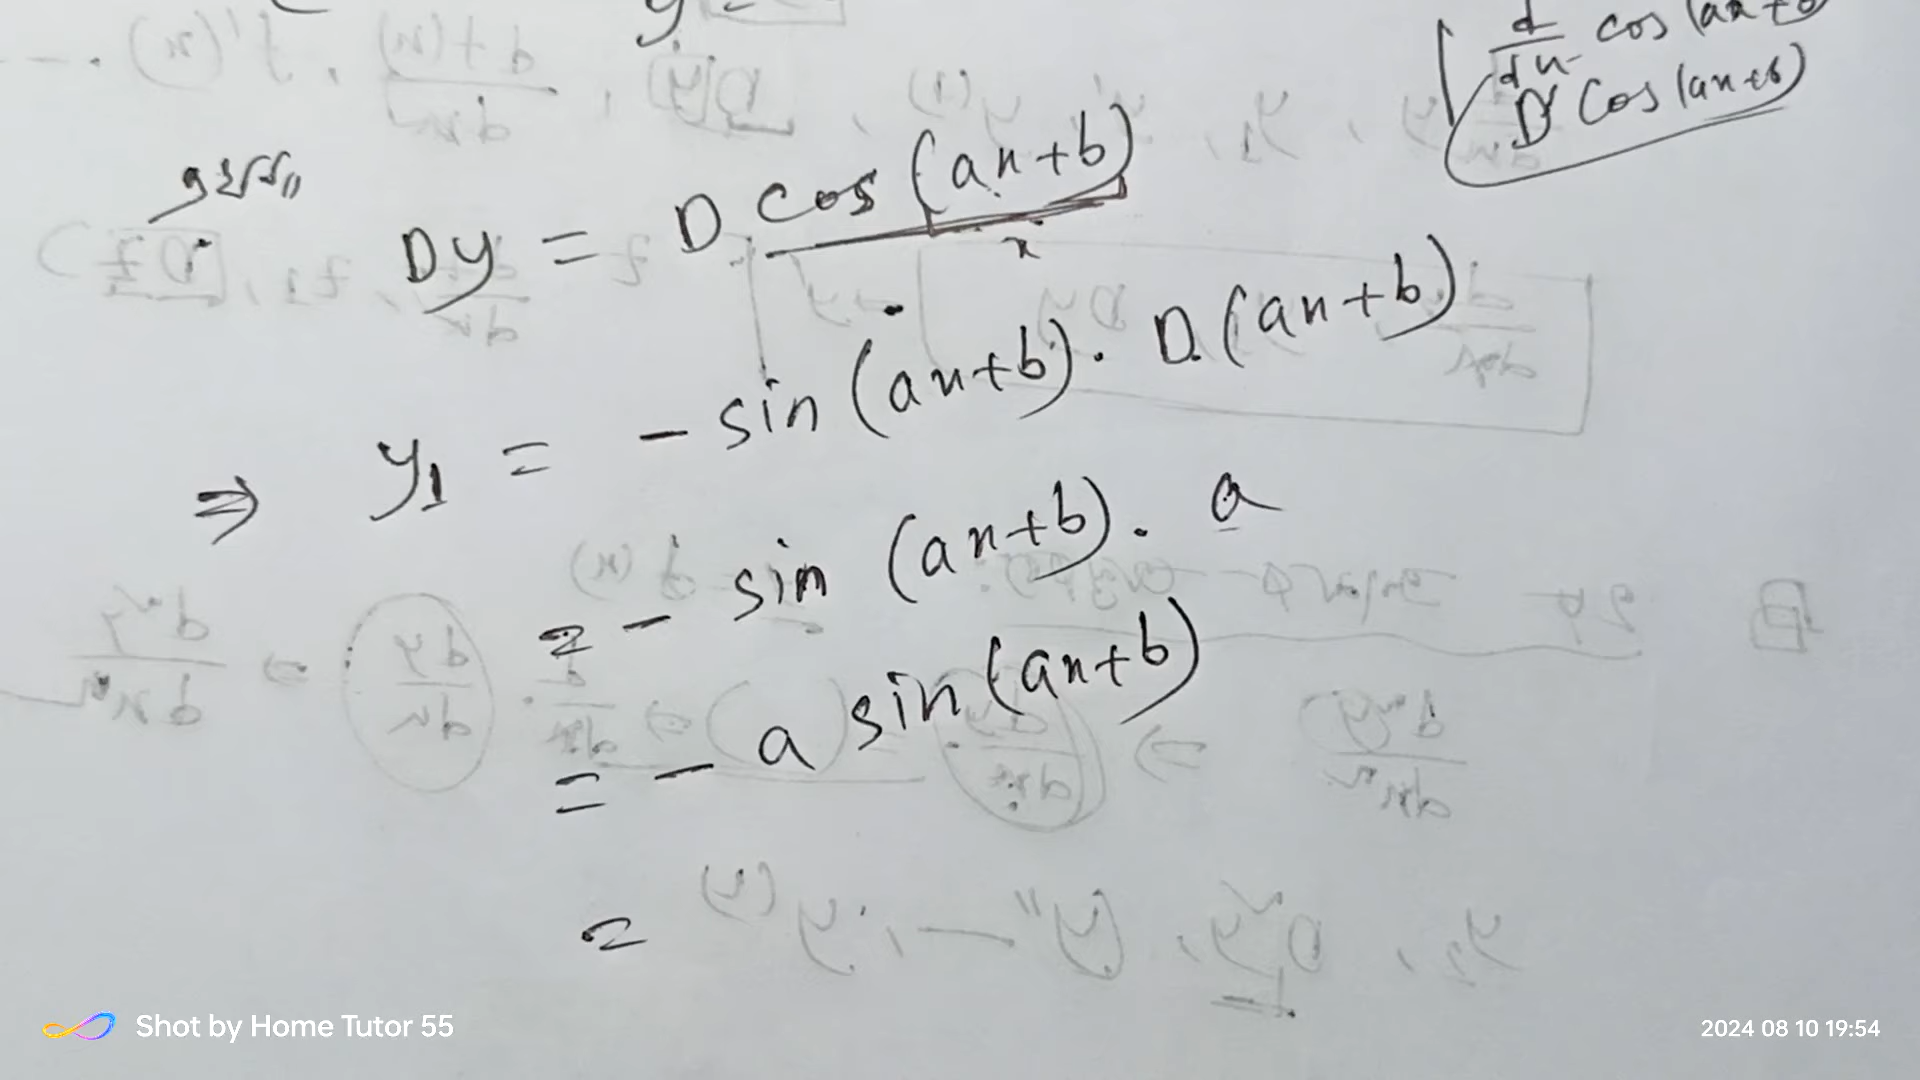 y =
d/dx cos(ax+b)
D cos(ax+b)
Dy = D cos(ax+b)
x
⇒ y₁ = - sin(ax+b). D.(ax+b)
= - sin (ax+b). a
= - a sin(ax+b)
=
Shot by Home Tutor 55
2024 08 10 19:54